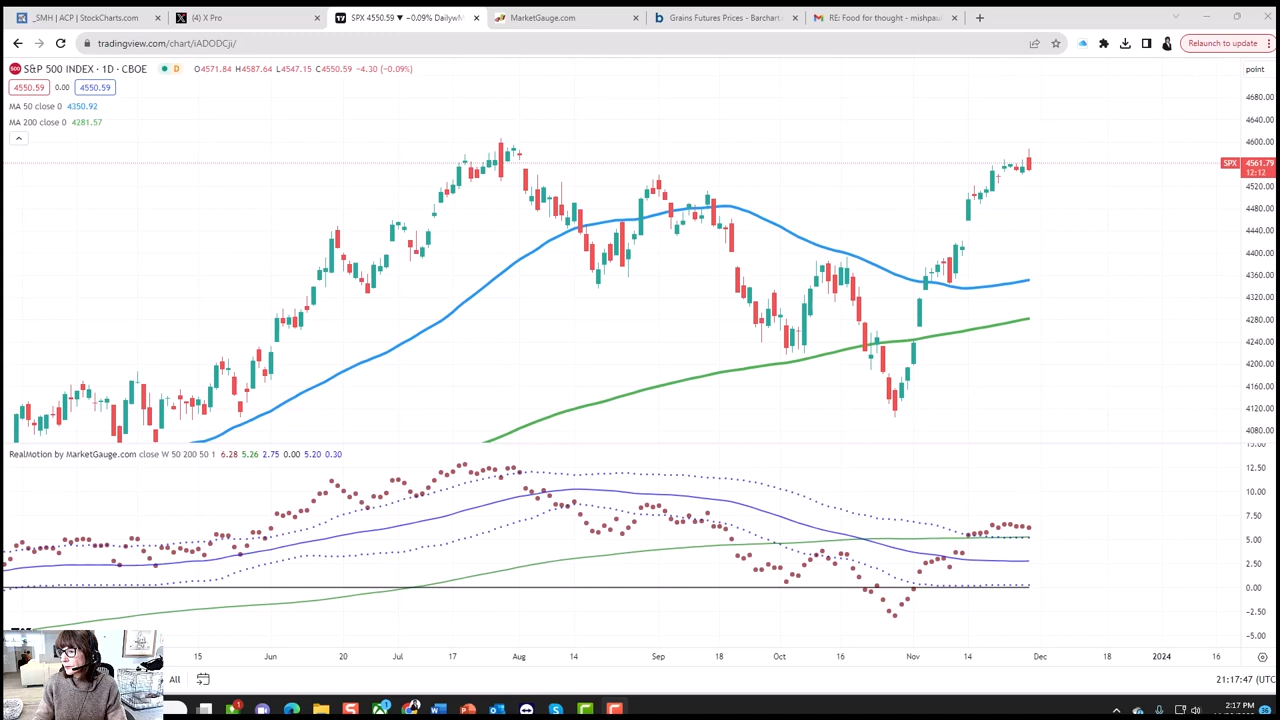 _SMH | ACP | StockCharts.com
(4) X Pro
SPX 4550.59 ▼ −0.09% DailywM
MarketGauge.com
Grains Futures Prices - Barchart.c
RE: Food for thought - mishpau
tradingview.com/chart/iADODCji/
Relaunch to update
S&P 500 INDEX · 1D · CBOE
D
O4571.84 H4587.64 L4547.15 C4550.59 −4.30 (−0.09%)
point
4550.59 0.00 4550.59
MA 50 close 0 4350.92
MA 200 close 0 4281.57
4680.00
4640.00
4600.00
SPX 4561.79
12:12
4520.00
4480.00
4440.00
4400.00
4360.00
4320.00
4280.00
4240.00
4200.00
4160.00
4120.00
4080.00
RealMotion by MarketGauge.com close W 50 200 50 1 6.28 5.26 2.75 0.00 5.20 0.30
15.00
12.50
10.00
7.50
5.00
2.50
0.00
−2.50
−5.00
15 Jun 20 Jul 17 Aug 14 Sep 18 Oct 16 Nov 14 Dec 18 2024 16
All
21:17:47 (UTC
2:17 PM